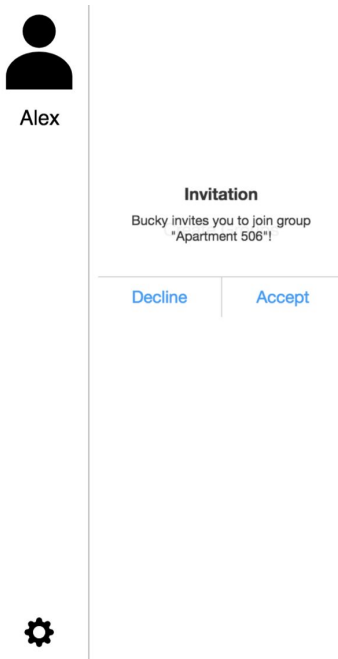 Alex
Invitation
Bucky invites you to join group
"Apartment 506"!
Decline
Accept